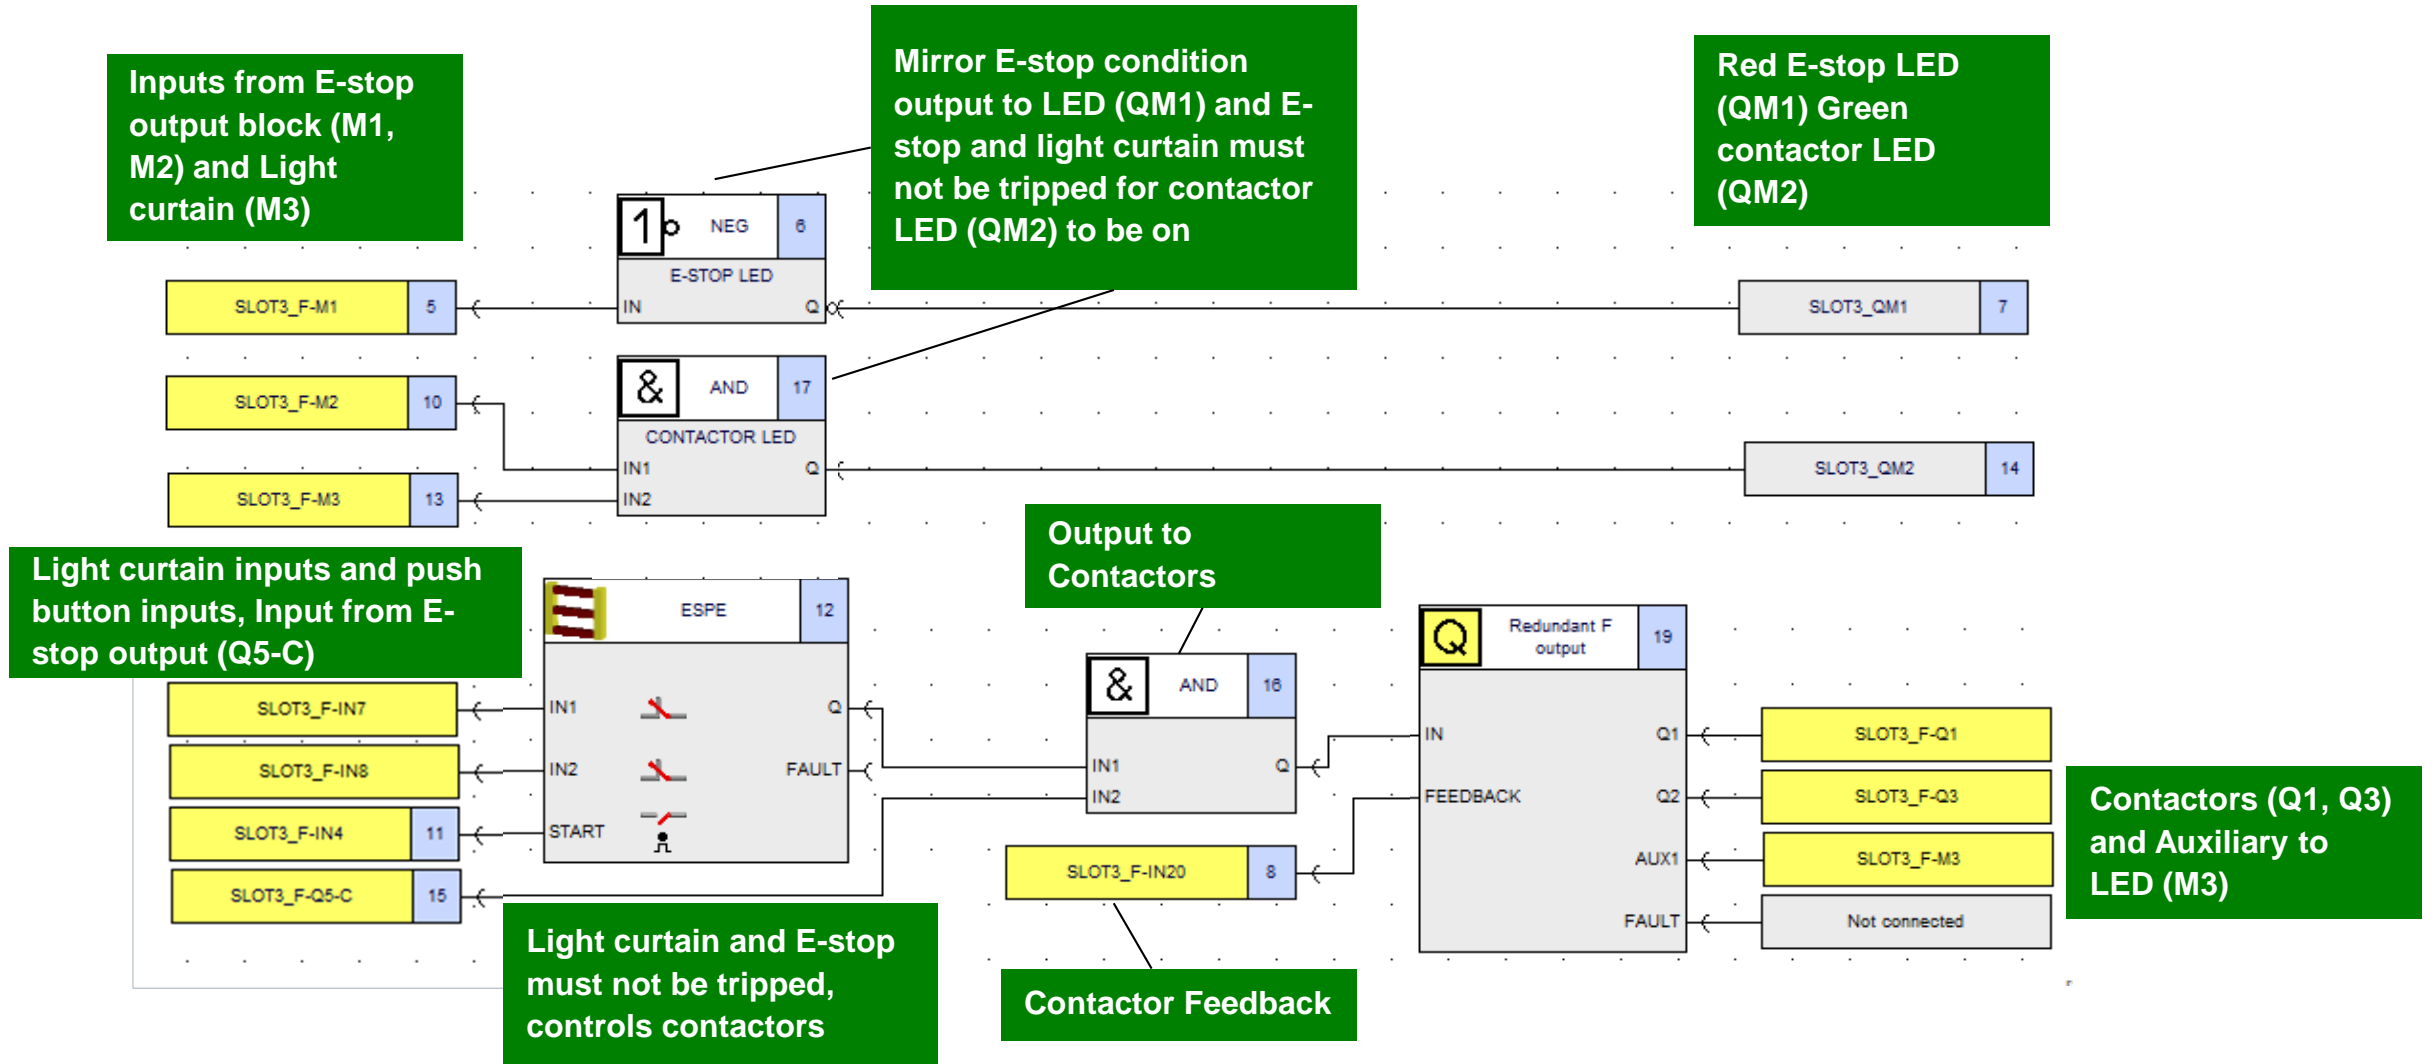 Inputs from E-stop
output block (M1,
M2) and Light
curtain (M3)
Mirror E-stop condition
output to LED (QM1) and E-
stop and light curtain must
not be tripped for contactor
LED (QM2) to be on
Red E-stop LED
(QM1) Green
contactor LED
(QM2)
1 NEG 6
E-STOP LED
IN Q
SLOT3_F-M1 5
SLOT3_QM1 7
& AND 17
CONTACTOR LED
IN1 Q
IN2
SLOT3_F-M2 10
SLOT3_F-M3 13
SLOT3_QM2 14
Light curtain inputs and push
button inputs, Input from E-
stop output (Q5-C)
Output to
Contactors
ESPE 12
IN1 Q
IN2 FAULT
START
SLOT3_F-IN7
SLOT3_F-IN8
SLOT3_F-IN4 11
SLOT3_F-Q5-C 15
& AND 16
IN1 Q
IN2
SLOT3_F-IN20 8
Q Redundant F
output 19
IN Q1
FEEDBACK Q2
AUX1
FAULT
SLOT3_F-Q1
SLOT3_F-Q3
SLOT3_F-M3
Not connected
Contactors (Q1, Q3)
and Auxiliary to
LED (M3)
Light curtain and E-stop
must not be tripped,
controls contactors
Contactor Feedback